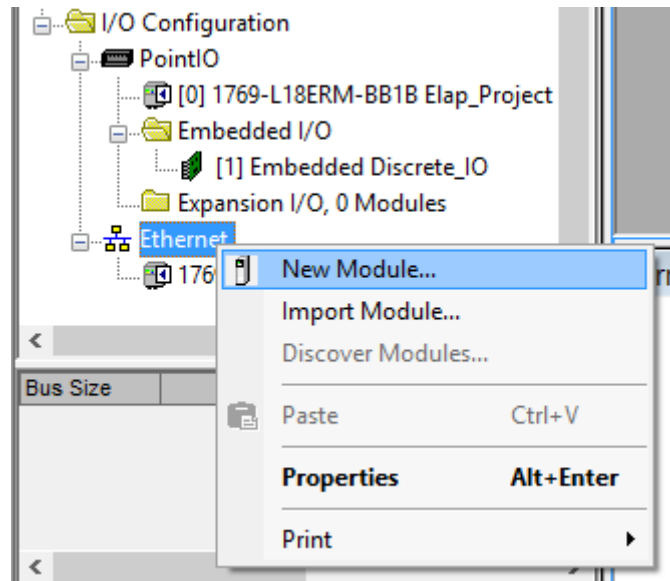 I/O Configuration
PointIO
[0] 1769-L18ERM-BB1B Elap_Project
Embedded I/O
[1] Embedded Discrete_IO
Expansion I/O, 0 Modules
Ethernet
176
New Module...
Import Module...
Discover Modules...
Bus Size
Paste Ctrl+V
Properties Alt+Enter
Print